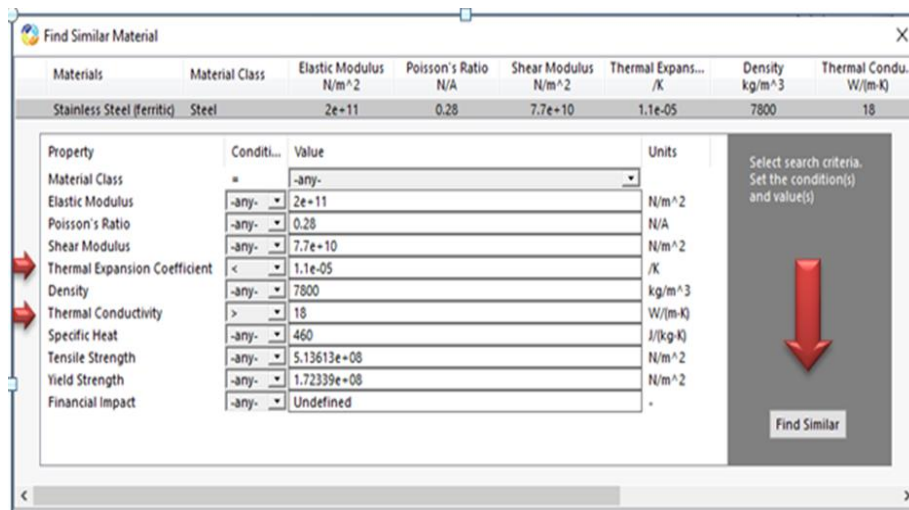 Find Similar Material
Materials Material Class Elastic Modulus N/m^2 Poisson's Ratio N/A Shear Modulus N/m^2 Thermal Expans... /K Density kg/m^3 Thermal Condu. W/(m·K)
Stainless Steel (ferritic) Steel 2e+11 0.28 7.7e+10 1.1e-05 7800 18
Property Conditi... Value Units
Material Class = -any-
Elastic Modulus -any- 2e+11 N/m^2
Poisson's Ratio -any- 0.28 N/A
Shear Modulus -any- 7.7e+10 N/m^2
Thermal Expansion Coefficient < 1.1e-05 /K
Density -any- 7800 kg/m^3
Thermal Conductivity > 18 W/(m·K)
Specific Heat -any- 460 J/(kg·K)
Tensile Strength -any- 5.13613e+08 N/m^2
Yield Strength -any- 1.72339e+08 N/m^2
Financial Impact -any- Undefined -
Select search criteria.
Set the condition(s)
and value(s)
Find Similar